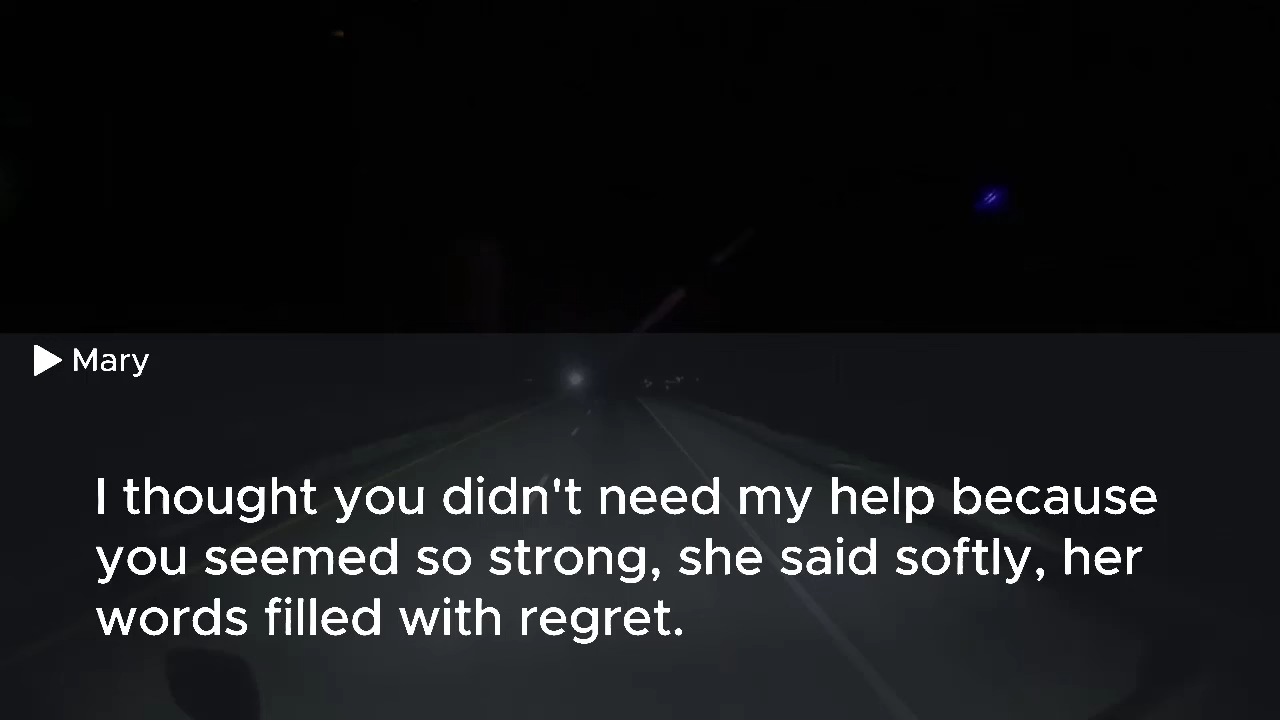 Mary
I thought you didn't need my help because
you seemed so strong, she said softly, her
words filled with regret.